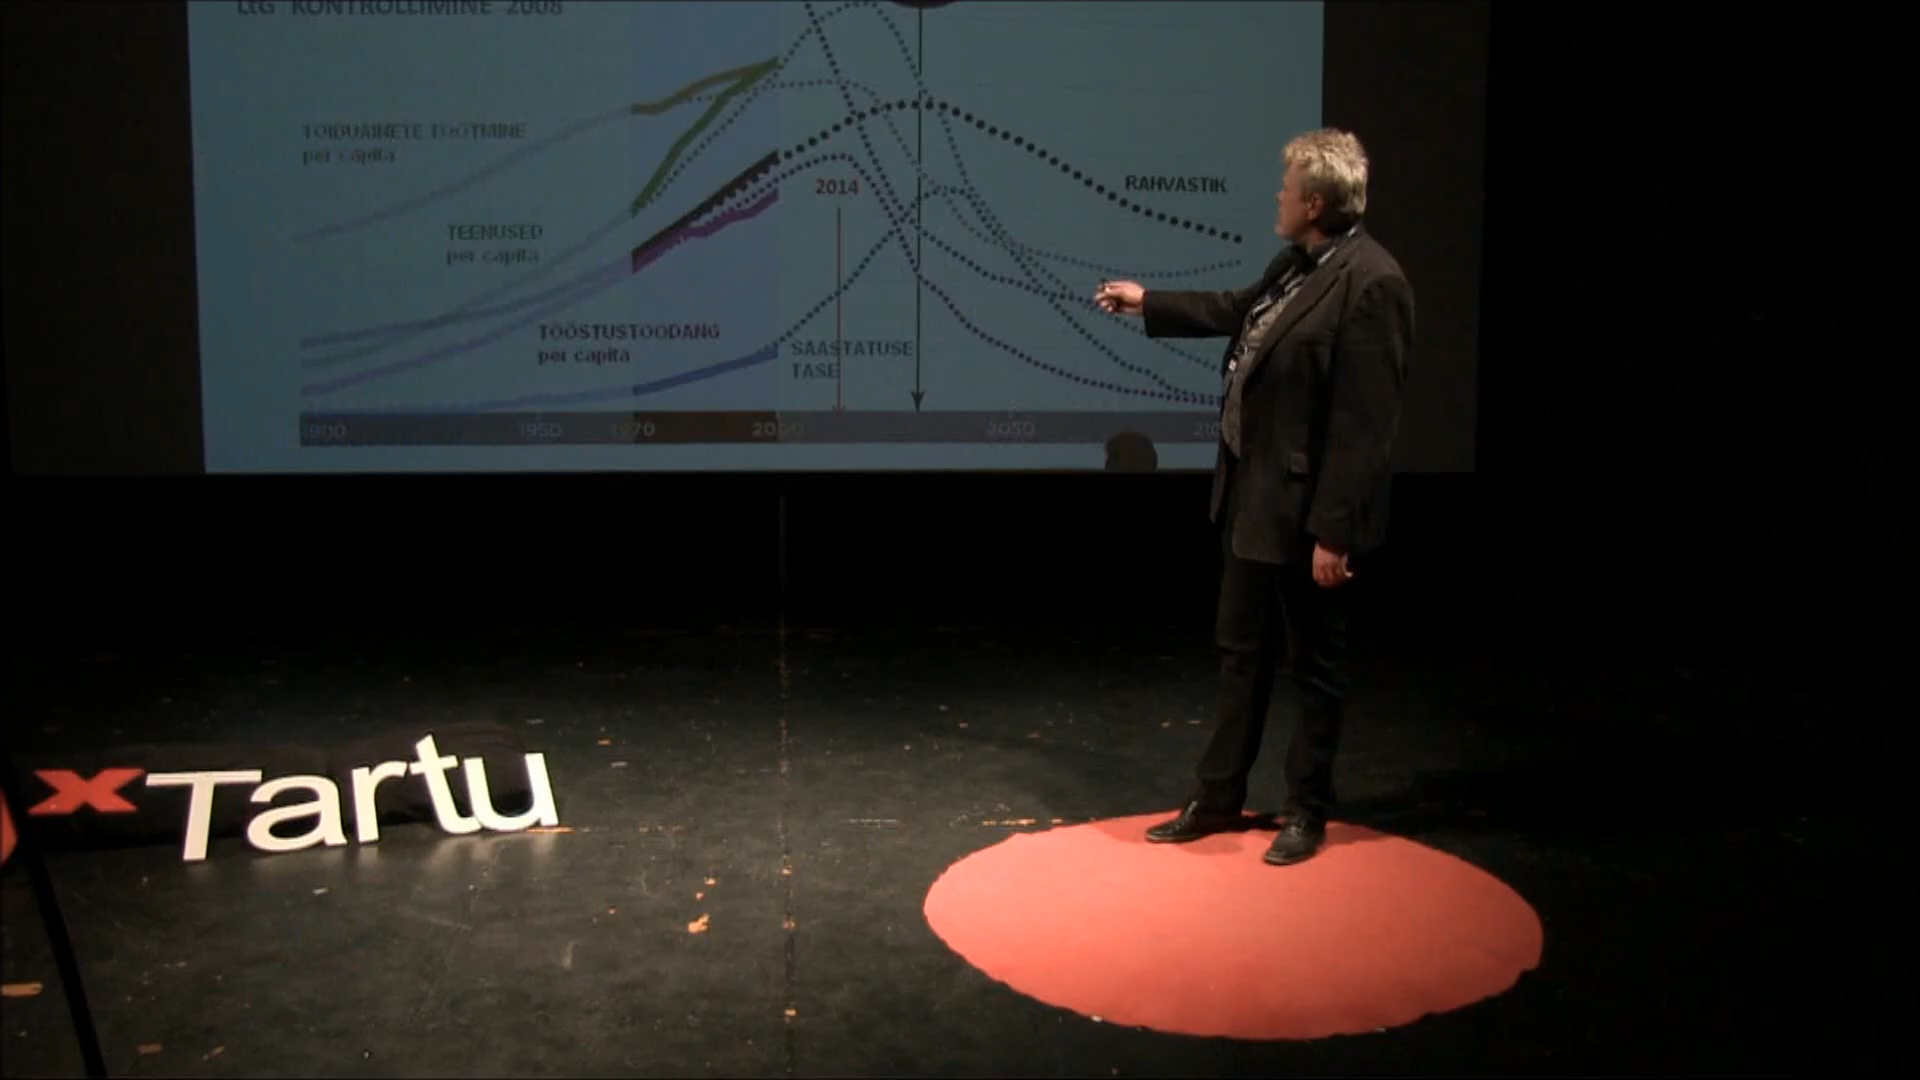 LtG KONTROLLIMINE 2008
TOIDUAINETE TOOTMINE
per capita
TEENUSED
per capita
TÖÖSTUSTOODANG
per capita
2014
SAASTATUSE
TASE
RAHVASTIK
1900 1950 1970 2000 2050
xTartu